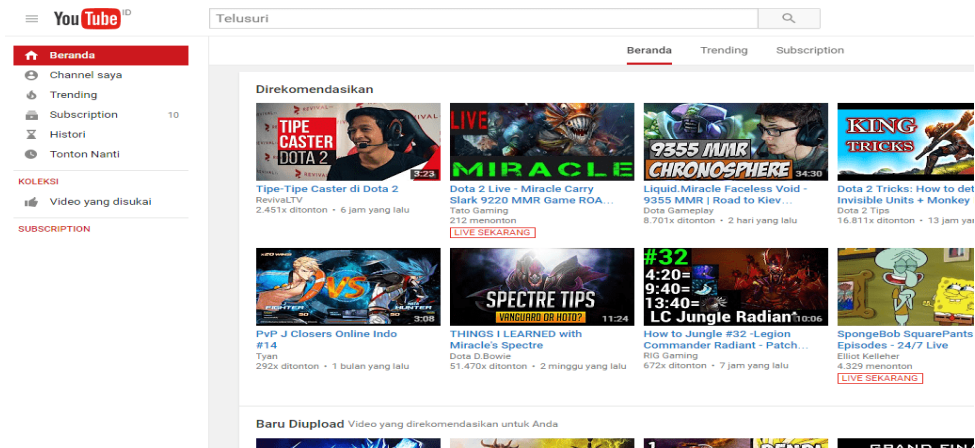 YouTube ID
Telusuri
Beranda
Channel saya
Trending
Subscription 10
Histori
Tonton Nanti
KOLEKSI
Video yang disukai
SUBSCRIPTION
Beranda Trending Subscription
Direkomendasikan
TIPE
CASTER
DOTA 2
REVIVAL
3:23
Tipe-Tipe Caster di Dota 2
RevivaLTV
2.451x ditonton • 6 jam yang lalu
LIVE
MIRACLE
Dota 2 Live - Miracle Carry
Slark 9220 MMR Game ROA...
Tato Gaming
212 menonton
LIVE SEKARANG
9355 MMR
CHRONOSPHERE
34:30
Liquid.Miracle Faceless Void -
9355 MMR | Road to Kiev...
Dota Gameplay
8.701x ditonton • 2 hari yang lalu
KING
TRICKS
Dota 2 Tricks: How to det
Invisible Units + Monkey
Dota 2 Tips
16.811x ditonton • 13 jam yan
VS
FIGHTER
HUNTER
3:08
PvP J Closers Online Indo
#14
Tyan
292x ditonton • 1 bulan yang lalu
SPECTRE TIPS
VANGUARD OR HOTD?
11:24
THINGS I LEARNED with
Miracle's Spectre
Dota D.Bowie
51.470x ditonton • 2 minggu yang lalu
#32
4:20=
9:40=
13:40=
LC Jungle Radiant
10:06
How to Jungle #32 -Legion
Commander Radiant - Patch...
RIG Gaming
672x ditonton • 7 jam yang lalu
SpongeBob SquarePants
Episodes - 24/7 Live
Elliot Kelleher
4.329 menonton
LIVE SEKARANG
Baru Diupload Video yang direkomendasikan untuk Anda